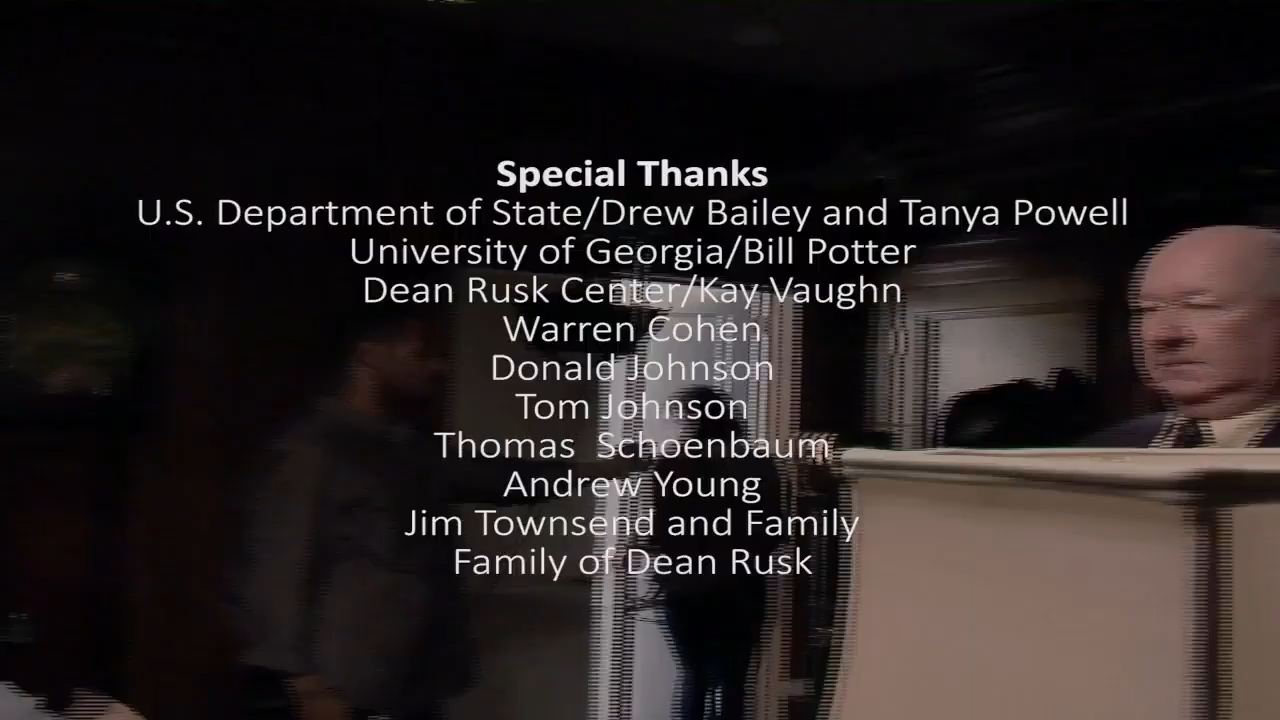 Special Thanks
U.S. Department of State/Drew Bailey and Tanya Powell
University of Georgia/Bill Potter
Dean Rusk Center/Kay Vaughn
Warren Cohen
Donald Johnson
Tom Johnson
Thomas  Schoenbaum
Andrew Young
Jim Townsend and Family
Family of Dean Rusk